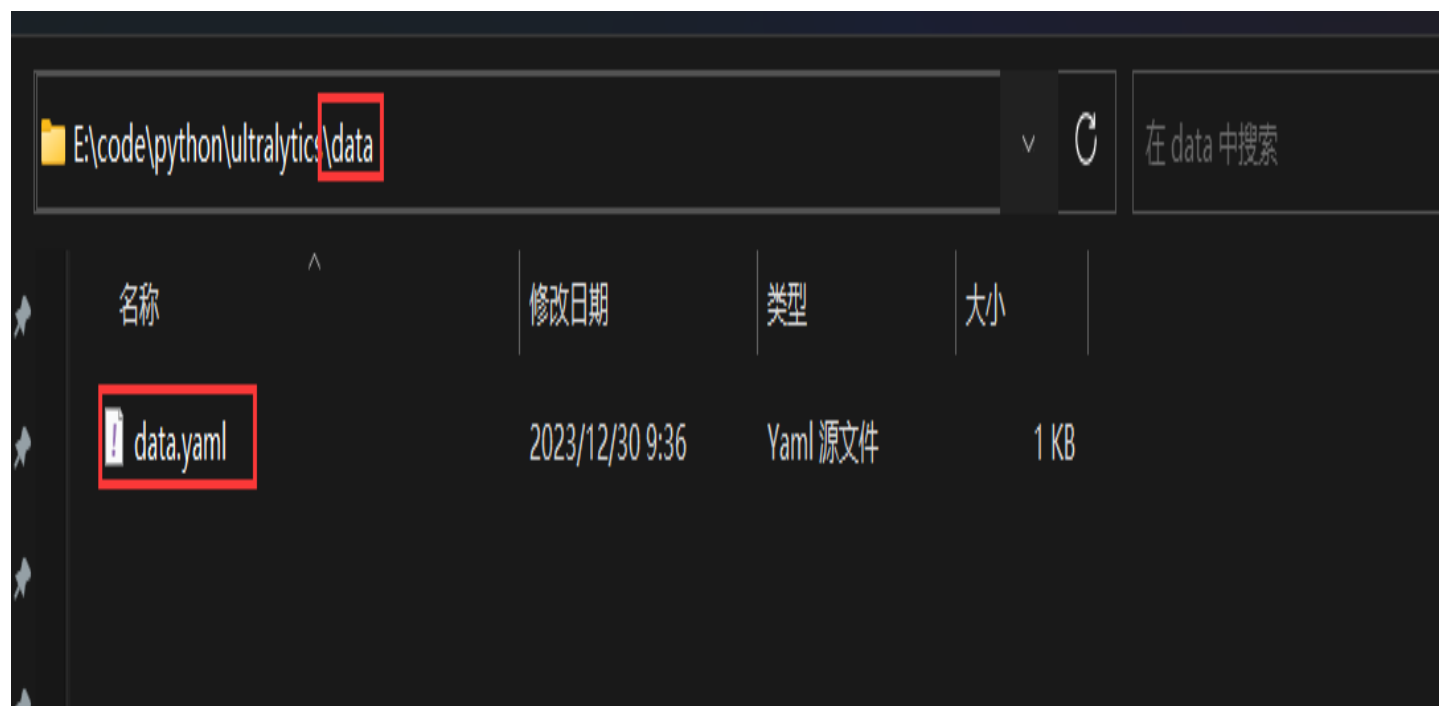 E:\code\python\ultralytics\data
在 data 中搜索
名称 修改日期 类型 大小
data.yaml 2023/12/30 9:36 Yaml 源文件 1 KB